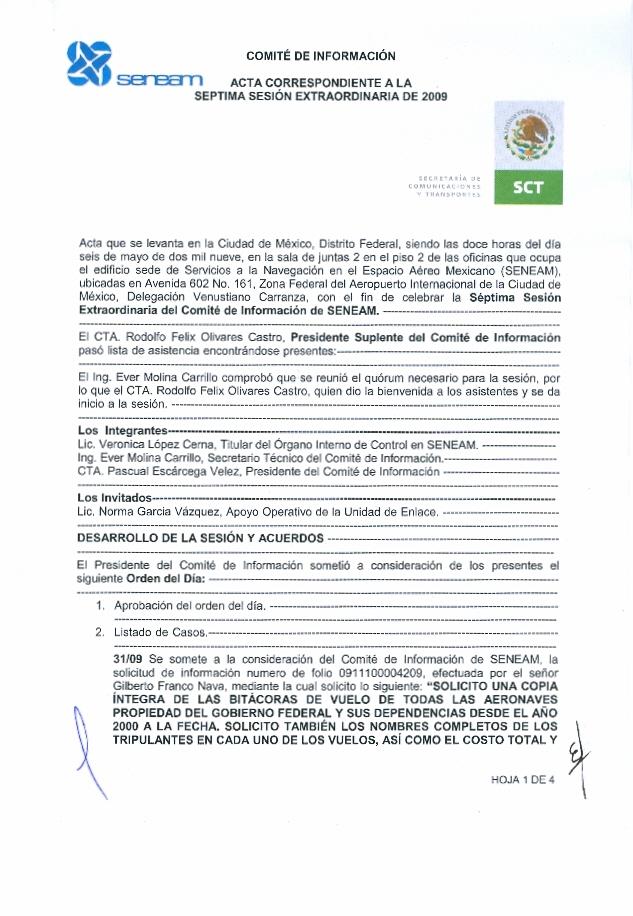 COMITÉ DE INFORMACIÓN
seneam
ACTA CORRESPONDIENTE A LA
SEPTIMA SESIÓN EXTRAORDINARIA DE 2009
ESTADOS UNIDOS MEXICANOS
SECRETARÍA DE
COMUNICACIONES
Y TRANSPORTES
SCT
Acta que se levanta en la Ciudad de México, Distrito Federal, siendo las doce horas del día
seis de mayo de dos mil nueve, en la sala de juntas 2 en el piso 2 de las oficinas que ocupa
el edificio sede de Servicios a la Navegación en el Espacio Aéreo Mexicano (SENEAM),
ubicadas en Avenida 602 No. 161, Zona Federal del Aeropuerto Internacional de la Ciudad de
México, Delegación Venustiano Carranza, con el fin de celebrar la Séptima Sesión
Extraordinaria del Comité de Información de SENEAM. ---
El CTA. Rodolfo Felix Olivares Castro, Presidente Suplente del Comité de Información
pasó lista de asistencia encontrándose presentes:---
El Ing. Ever Molina Carrillo comprobó que se reunió el quórum necesario para la sesión, por
lo que el CTA. Rodolfo Felix Olivares Castro, quien dio la bienvenida a los asistentes y se da
inicio a la sesión. ---
Los Integrantes---
Lic. Veronica López Cerna, Titular del Órgano Interno de Control en SENEAM. ---
Ing. Ever Molina Carrillo, Secretario Técnico del Comité de Información.---
CTA. Pascual Escárcega Velez, Presidente del Comité de Información ---
Los Invitados---
Lic. Norma Garcia Vázquez, Apoyo Operativo de la Unidad de Enlace. ---
DESARROLLO DE LA SESIÓN Y ACUERDOS ---
El Presidente del Comité de Información sometió a consideración de los presentes el
siguiente Orden del Día: ---
1. Aprobación del orden del día. ---
2. Listado de Casos.---
31/09 Se somete a la consideración del Comité de Información de SENEAM, la
solicitud de información numero de folio 0911100004209, efectuada por el señor
Gilberto Franco Nava, mediante la cual solicito lo siguiente: “SOLICITO UNA COPIA
ÍNTEGRA DE LAS BITÁCORAS DE VUELO DE TODAS LAS AERONAVES
PROPIEDAD DEL GOBIERNO FEDERAL Y SUS DEPENDENCIAS DESDE EL AÑO
2000 A LA FECHA. SOLICITO TAMBIÉN LOS NOMBRES COMPLETOS DE LOS
TRIPULANTES EN CADA UNO DE LOS VUELOS, ASÍ COMO EL COSTO TOTAL Y
HOJA 1 DE 4